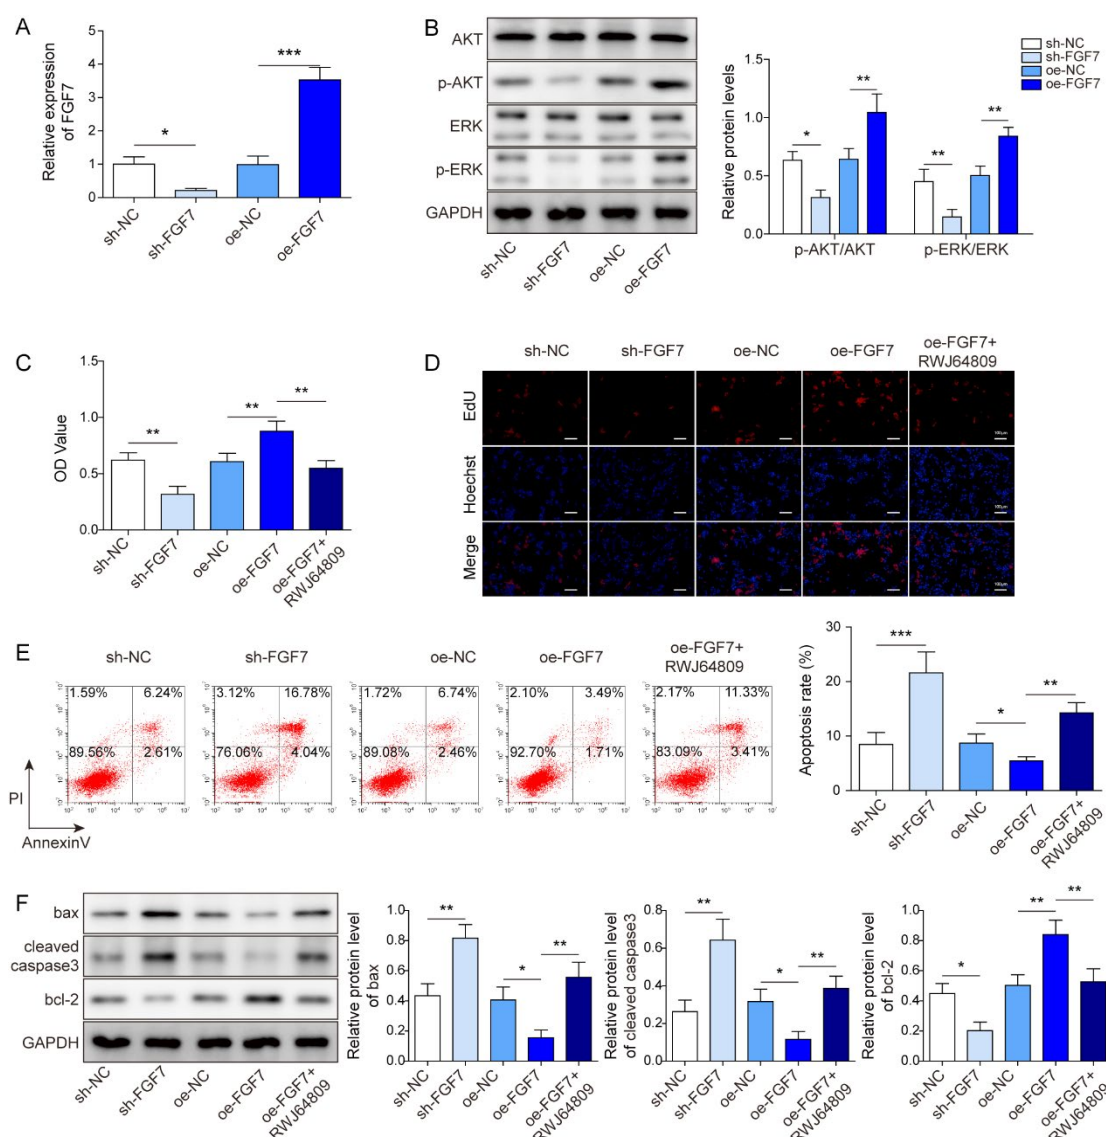 A
Relative expression
of FGF7
5
4
3
2
1
0
*
***
sh-NC
sh-FGF7
oe-NC
oe-FGF7
B
AKT
p-AKT
ERK
p-ERK
GAPDH
sh-NC
sh-FGF7
oe-NC
oe-FGF7
Relative protein levels
1.5
1.0
0.5
0.0
*
**
**
**
p-AKT/AKT
p-ERK/ERK
sh-NC
sh-FGF7
oe-NC
oe-FGF7
C
OD Value
1.5
1.0
0.5
0.0
**
**
**
sh-NC
sh-FGF7
oe-NC
oe-FGF7
oe-FGF7+
RWJ64809
D
sh-NC
sh-FGF7
oe-NC
oe-FGF7
oe-FGF7+
RWJ64809
EdU
Hoechst
Merge
100μm
100μm
100μm
E
sh-NC
sh-FGF7
oe-NC
oe-FGF7
oe-FGF7+
RWJ64809
1.59% 6.24%
89.56% 2.61%
3.12% 16.78%
76.06% 4.04%
1.72% 6.74%
89.08% 2.46%
2.10% 3.49%
92.70% 1.71%
2.17% 11.33%
83.09% 3.41%
PI
AnnexinV
Apoptosis rate (%)
30
20
10
0
***
*
**
sh-NC
sh-FGF7
oe-NC
oe-FGF7
oe-FGF7+
RWJ64809
F
bax
cleaved
caspase3
bcl-2
GAPDH
sh-NC
sh-FGF7
oe-NC
oe-FGF7
oe-FGF7+
RWJ64809
Relative protein level
of bax
1.0
0.8
0.6
0.4
0.2
0.0
**
*
**
sh-NC
sh-FGF7
oe-NC
oe-FGF7
oe-FGF7+
RWJ64809
Relative protein level
of cleaved caspase3
0.8
0.6
0.4
0.2
0.0
**
*
**
sh-NC
sh-FGF7
oe-NC
oe-FGF7
oe-FGF7+
RWJ64809
Relative protein level
of bcl-2
1.0
0.8
0.6
0.4
0.2
0.0
*
**
**
sh-NC
sh-FGF7
oe-NC
oe-FGF7
oe-FGF7+
RWJ64809